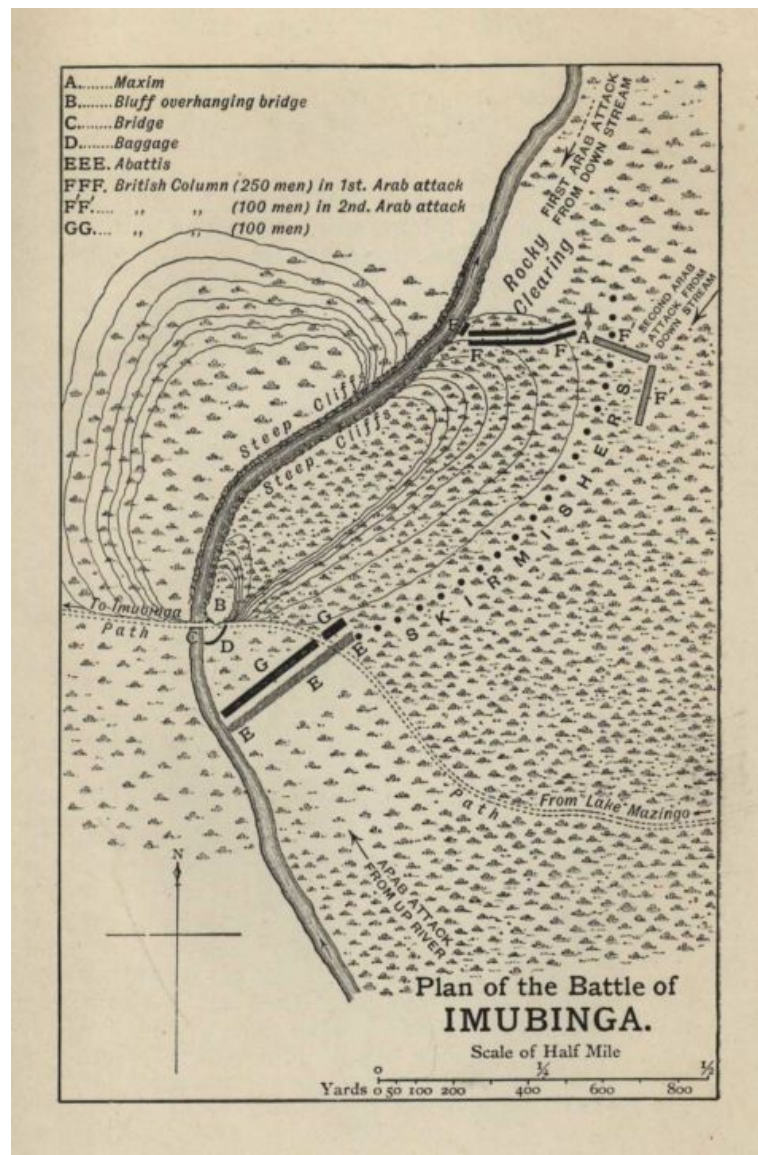 A........Maxim
B........Bluff overhanging bridge
C........Bridge
D........Baggage
EEE. Abattis
FFF. British Column (250 men) in 1st. Arab attack
F'F'.... „ „ (100 men) in 2nd. Arab attack
GG.... „ „ (100 men)
FIRST ARAB ATTACK
FROM DOWN STREAM
Rocky
Clearing
SECOND ARAB
ATTACK FROM
DOWN STREAM
E
F
F
A
F'
F'
Steep Cliffs
Steep Cliffs
SKIRMISHERS
To Imubinga
Path
B
C
D
G
G
E
E
E
Path
From Lake Mazingo
ARAB ATTACK
FROM UP RIVER
N
Plan of the Battle of
IMUBINGA.
Scale of Half Mile
0 ¼ ½
Yards 0 50 100 200 400 600 800